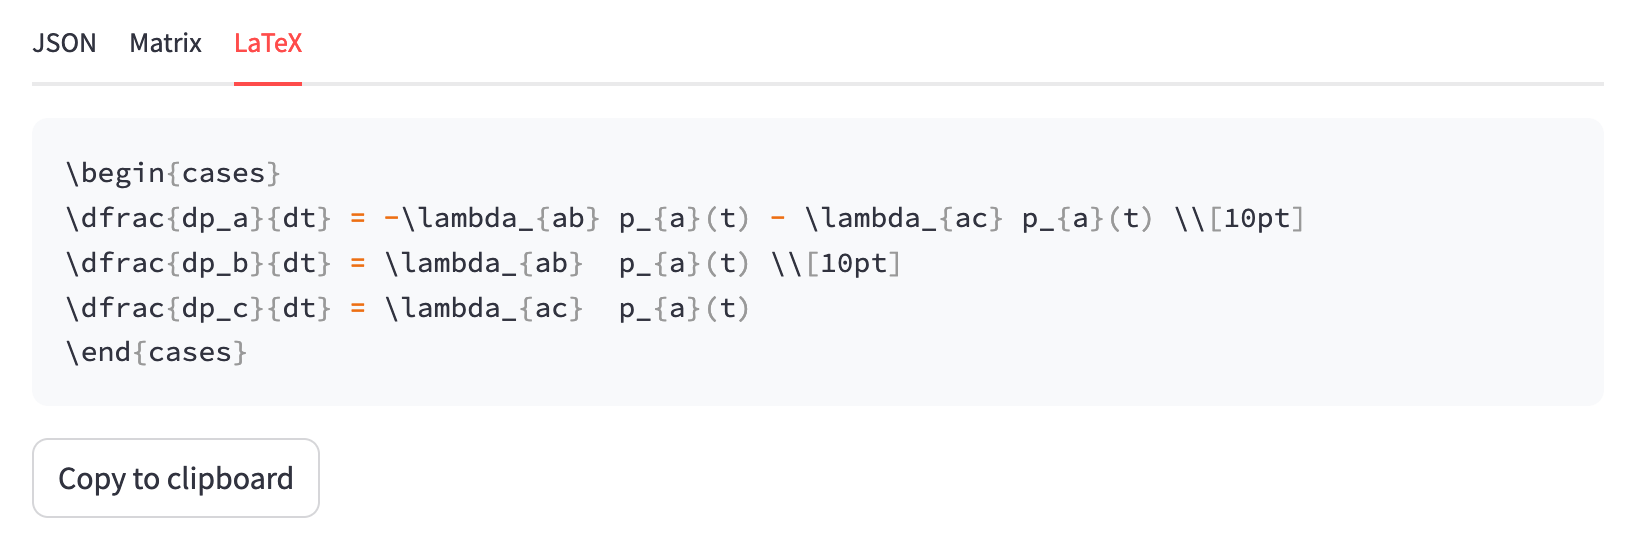 JSON Matrix LaTeX
\begin{cases}
\dfrac{dp_a}{dt} = -\lambda_{ab} p_{a}(t) - \lambda_{ac} p_{a}(t) \\[10pt]
\dfrac{dp_b}{dt} = \lambda_{ab}  p_{a}(t) \\[10pt]
\dfrac{dp_c}{dt} = \lambda_{ac}  p_{a}(t)
\end{cases}
Copy to clipboard